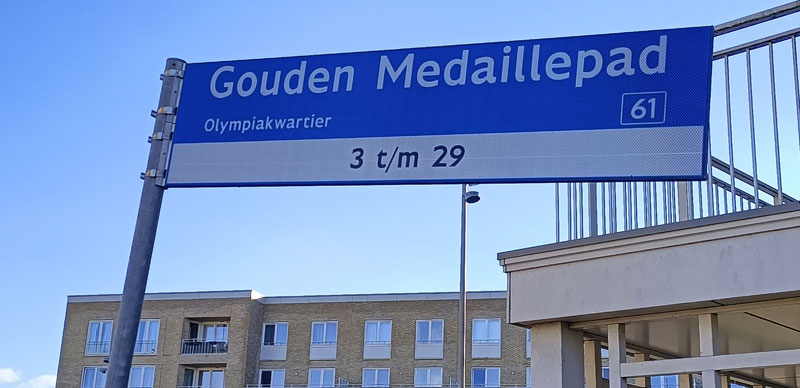 Gouden Medaillepad
Olympiakwartier
61
3 t/m 29